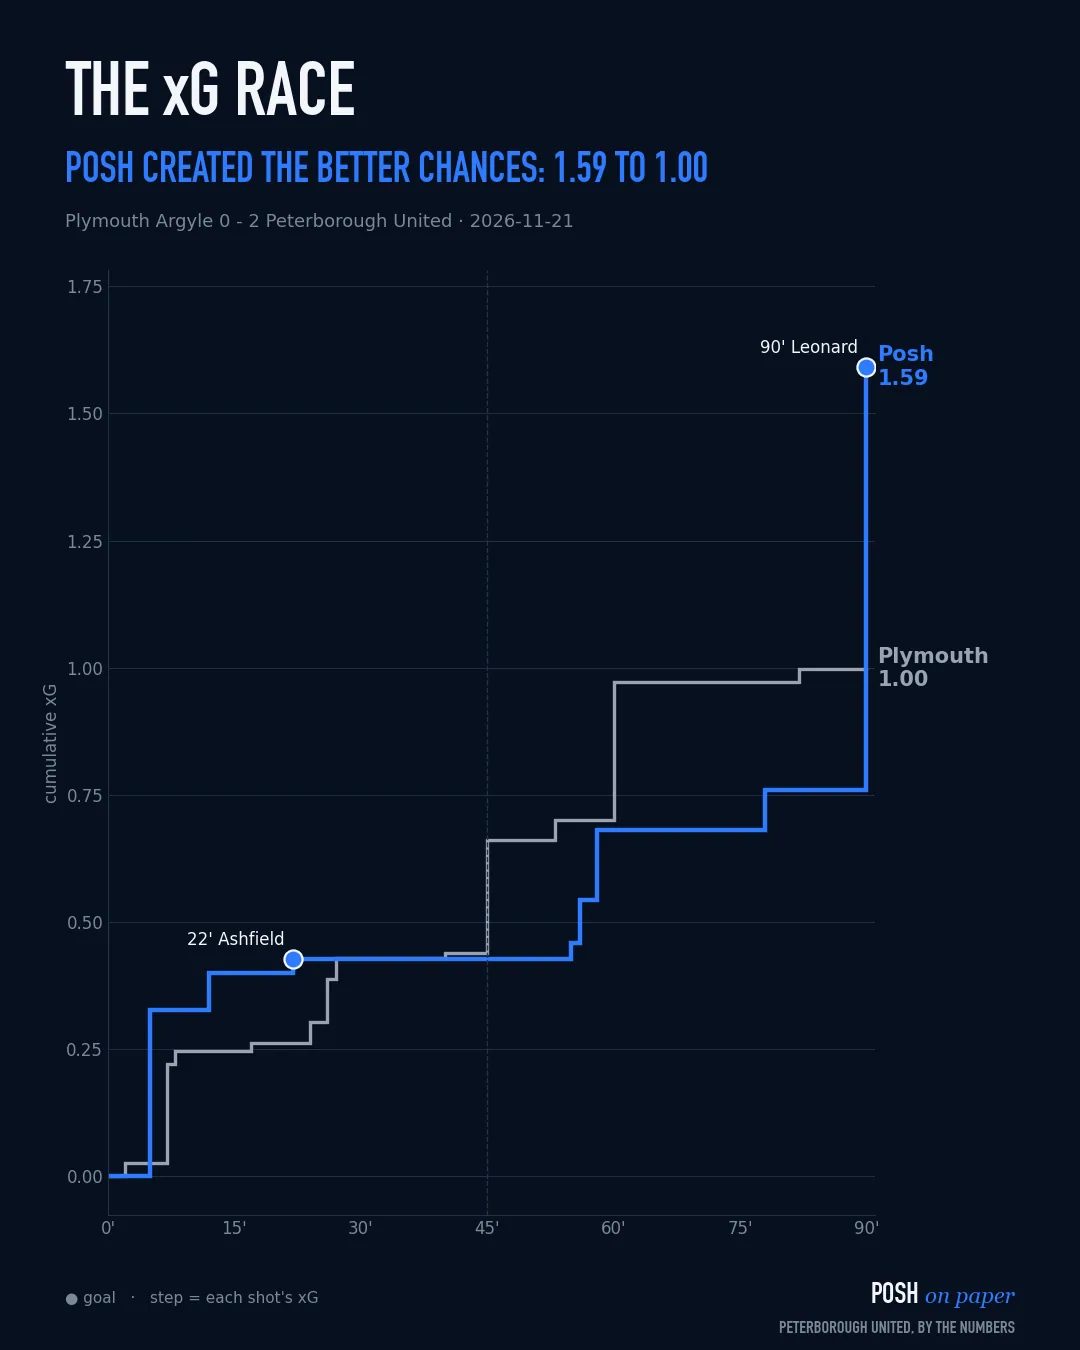 THE xG RACE
POSH CREATED THE BETTER CHANCES: 1.59 TO 1.00
Plymouth Argyle 0 - 2 Peterborough United · 2026-11-21
1.75
90' Leonard
Posh
1.59
1.50
1.25
1.00
Plymouth
1.00
cumulative xG
0.75
0.50
22' Ashfield
0.25
0.00
0' 15' 30' 45' 60' 75' 90'
● goal · step = each shot's xG
POSH on paper
PETERBOROUGH UNITED, BY THE NUMBERS